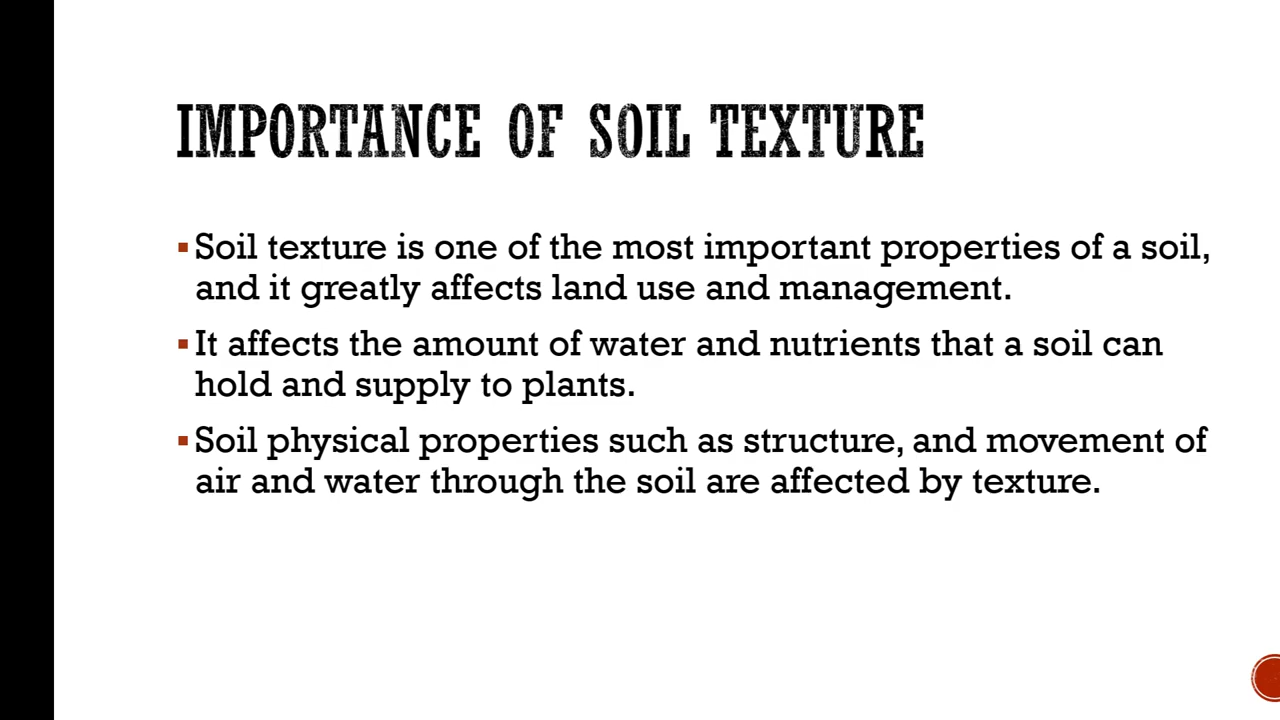 IMPORTANCE OF SOIL TEXTURE
▪Soil texture is one of the most important properties of a soil,
and it greatly affects land use and management.
▪It affects the amount of water and nutrients that a soil can
hold and supply to plants.
▪Soil physical properties such as structure, and movement of
air and water through the soil are affected by texture.